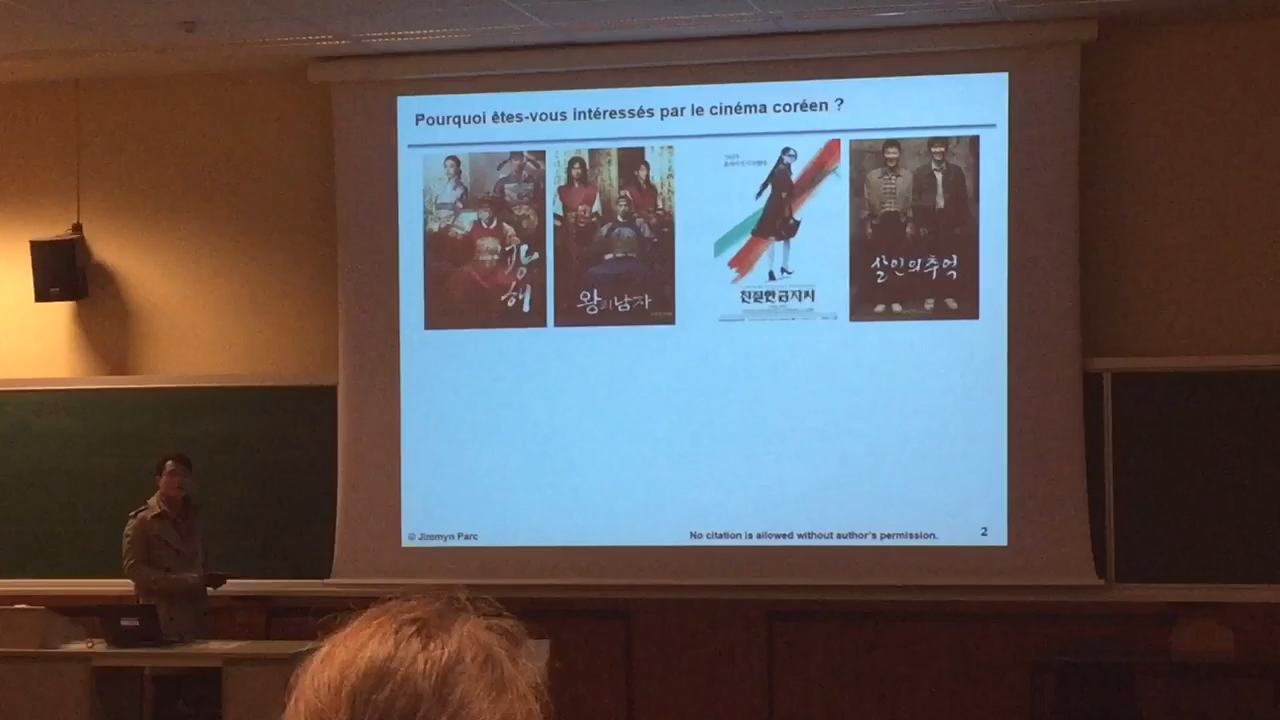 Pourquoi êtes-vous intéressés par le cinéma coréen ?
광해
왕의 남자
친절한 금자씨
살인의 추억
© Jimmyn Parc
No citation is allowed without author's permission.
2